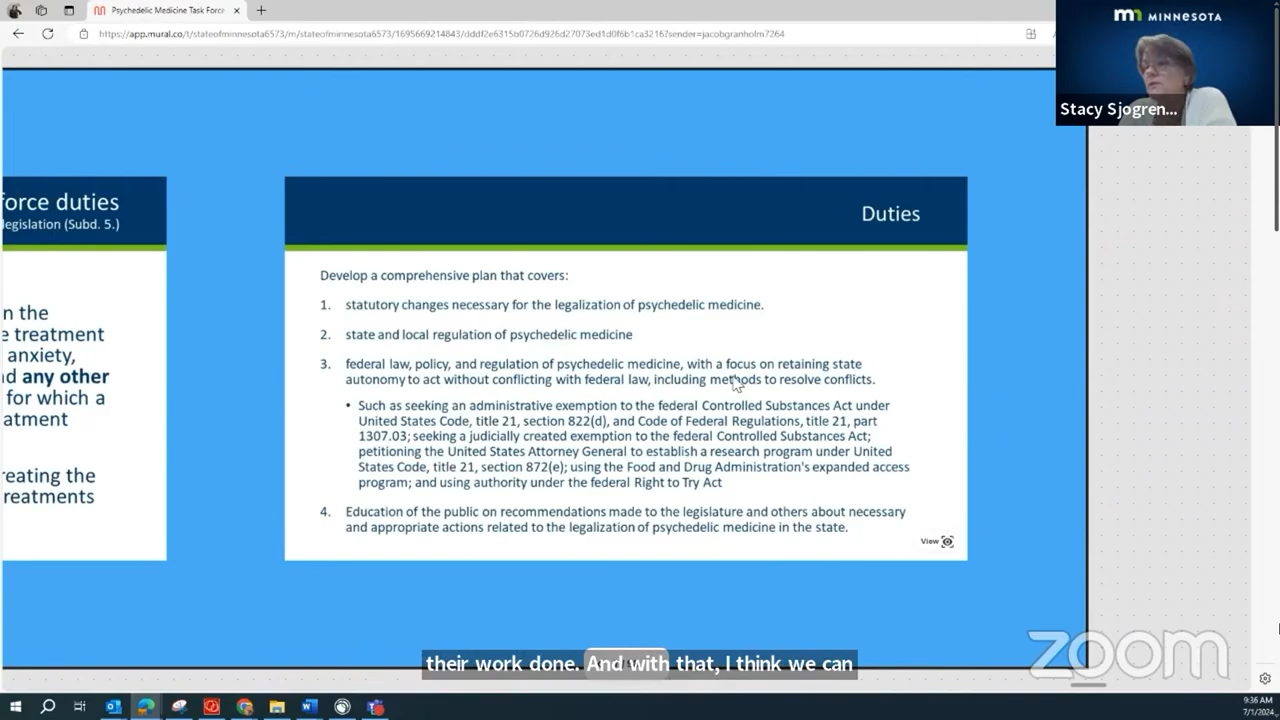 Psychedelic Medicine Task Force
https://app.mural.co/t/stateofminnesota6573/m/stateofminnesota6573/1695669214843/dddf2e6315b0726d926d27073ed1d0f6b1ca3216?sender=jacobgranholm7264
MINNESOTA
Stacy Sjogren...
force duties
legislation (Subd. 5.)
n the
e treatment
anxiety,
d any other
for which a
atment
reating the
reatments
Duties
Develop a comprehensive plan that covers:
1. statutory changes necessary for the legalization of psychedelic medicine.
2. state and local regulation of psychedelic medicine
3. federal law, policy, and regulation of psychedelic medicine, with a focus on retaining state
autonomy to act without conflicting with federal law, including methods to resolve conflicts.
• Such as seeking an administrative exemption to the federal Controlled Substances Act under
United States Code, title 21, section 822(d), and Code of Federal Regulations, title 21, part
1307.03; seeking a judicially created exemption to the federal Controlled Substances Act;
petitioning the United States Attorney General to establish a research program under United
States Code, title 21, section 872(e); using the Food and Drug Administration's expanded access
program; and using authority under the federal Right to Try Act
4. Education of the public on recommendations made to the legislature and others about necessary
and appropriate actions related to the legalization of psychedelic medicine in the state.
View
their work done. And with that, I think we can
zoom
9:36 AM
7/1/2024